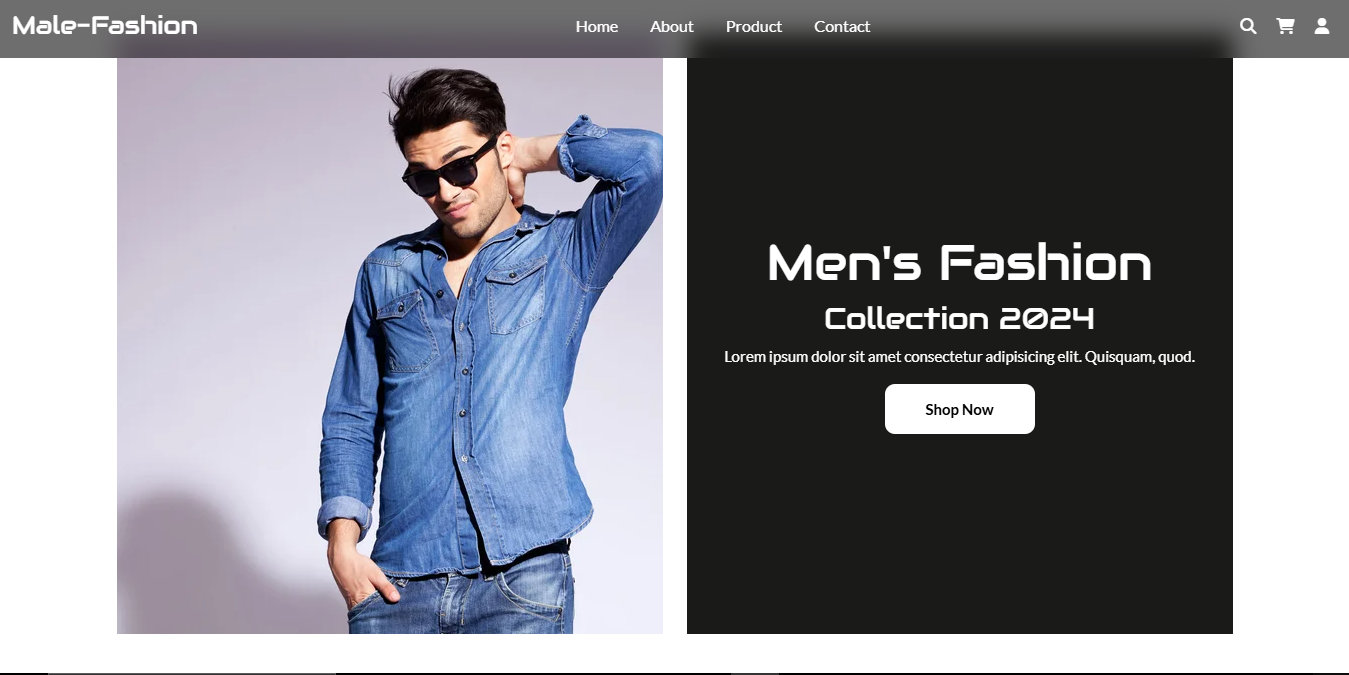 Male-Fashion
Home About Product Contact
Men's Fashion
Collection 2024
Lorem ipsum dolor sit amet consectetur adipisicing elit. Quisquam, quod.
Shop Now